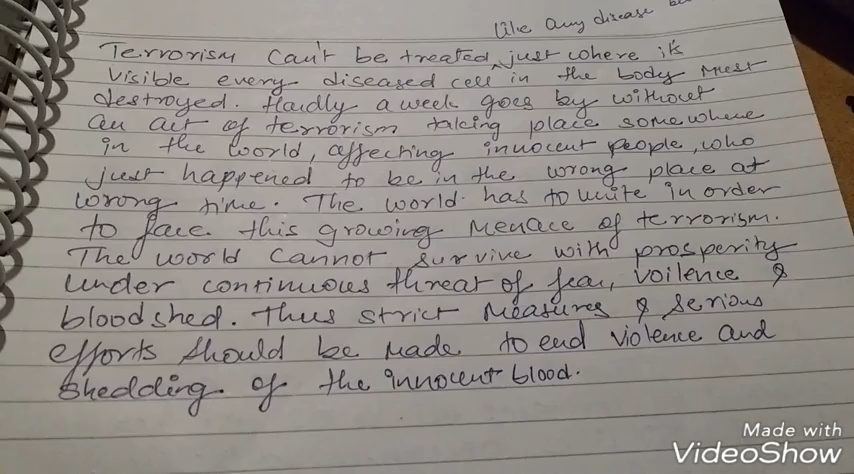 like any disease
Terrorism Can't be treated, just where it's
visible every diseased cell in the body must
destroyed. Hardly a week goes by without
an act of terrorism taking place somewhere
in the world, affecting innocent people, who
just happened to be in the wrong place at
wrong time. The world has to unite in order
to face this growing menace of terrorism.
The world cannot survive with prosperity
under continuous threat of fear, voilence &
bloodshed. Thus strict measures & serious
efforts should be made to end violence and
shedding of the innocent blood.
Made with
VideoShow